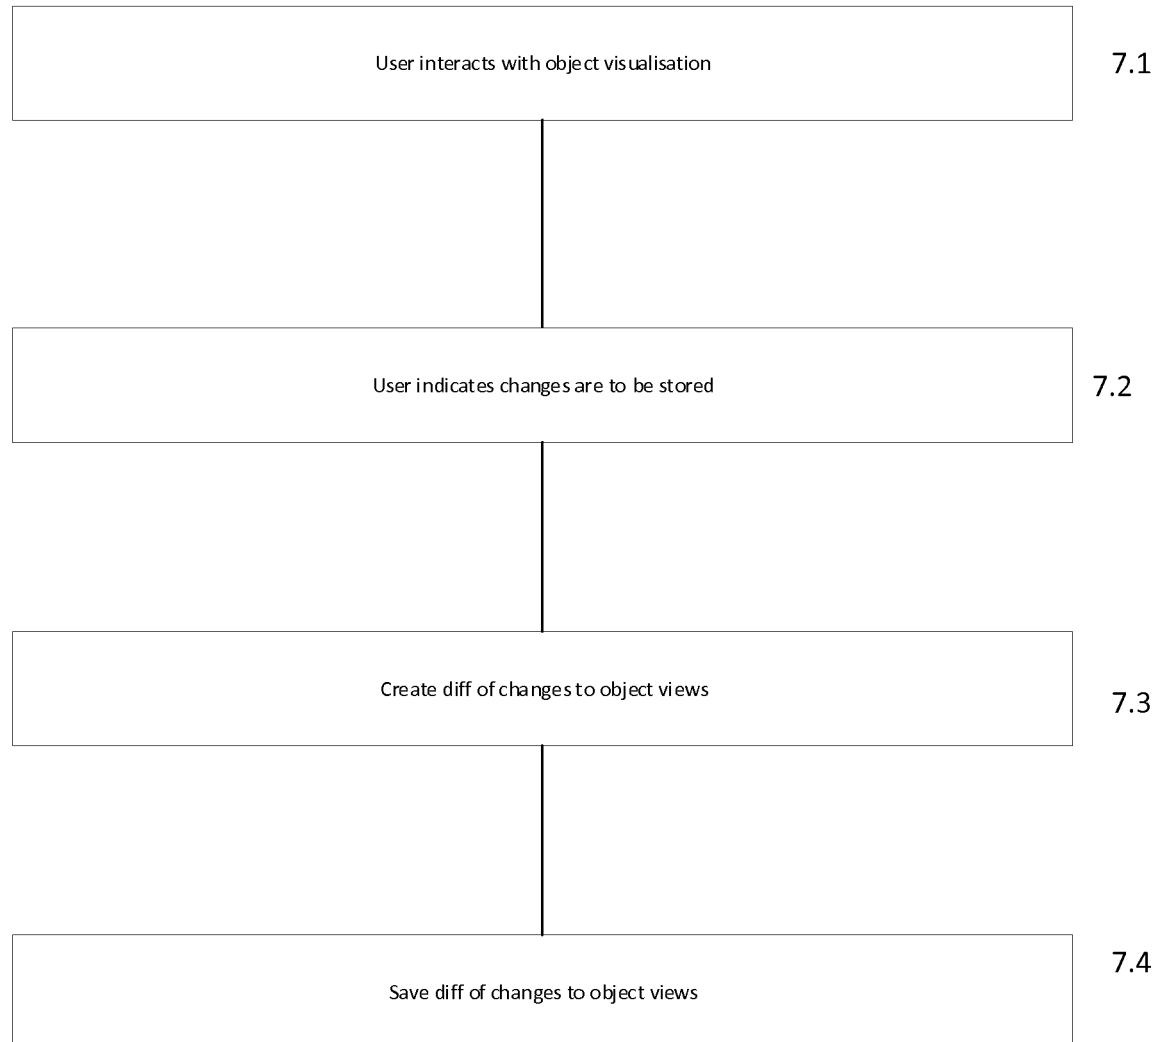 User interacts with object visualisation
7.1
User indicates changes are to be stored
7.2
Create diff of changes to object views
7.3
7.4
Save diff of changes to object views